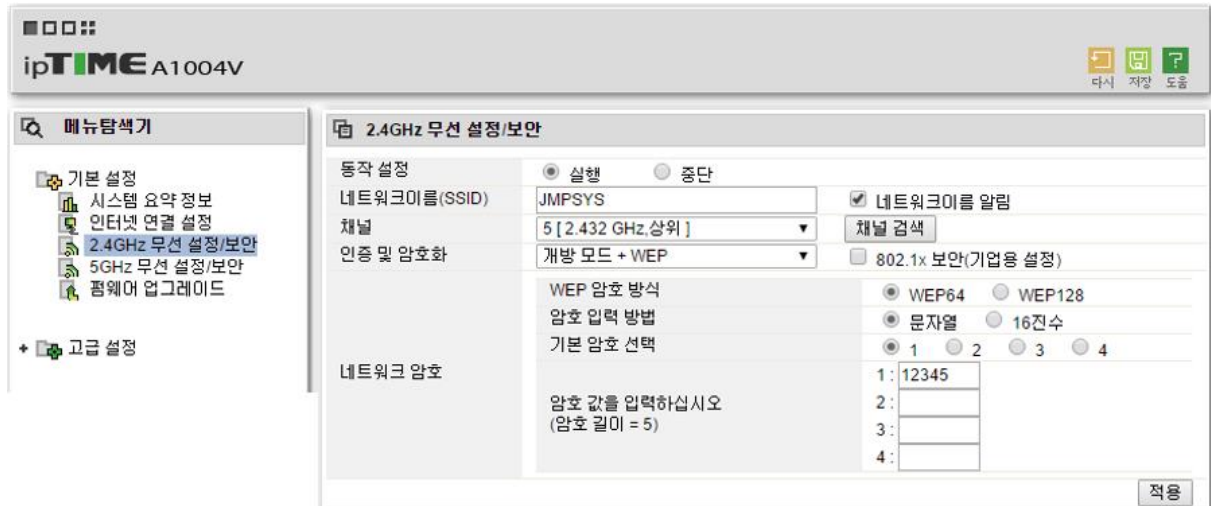 ipTIME A1004V
다시 저장 도움
메뉴탐색기
기본 설정
시스템 요약 정보
인터넷 연결 설정
2.4GHz 무선 설정/보안
5GHz 무선 설정/보안
펌웨어 업그레이드
+ 고급 설정
2.4GHz 무선 설정/보안
동작 설정 실행 중단
네트워크이름(SSID) JMPSYS 네트워크이름 알림
채널 5 [ 2.432 GHz,상위 ] 채널 검색
인증 및 암호화 개방 모드 + WEP 802.1x 보안(기업용 설정)
네트워크 암호
WEP 암호 방식 WEP64 WEP128
암호 입력 방법 문자열 16진수
기본 암호 선택 1 2 3 4
암호 값을 입력하십시오
(암호 길이 = 5)
1 : 12345
2 :
3 :
4 :
적용